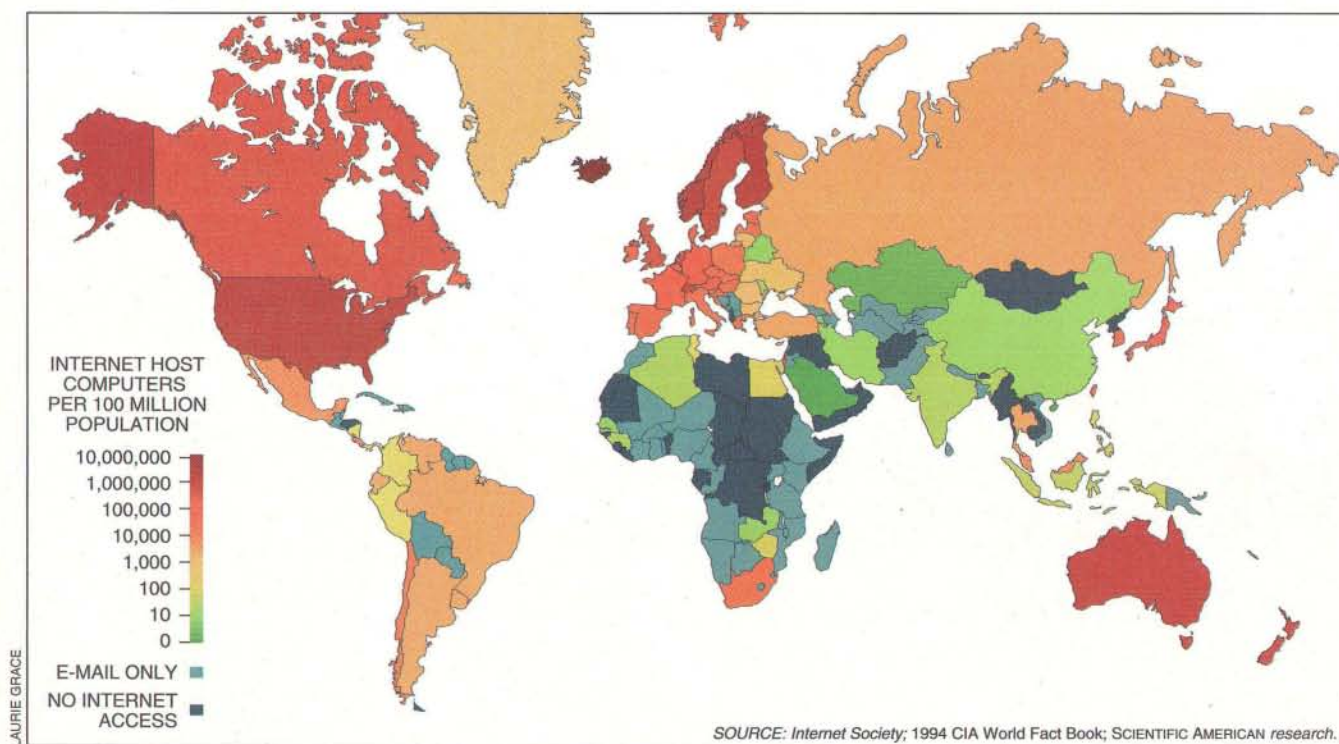 INTERNET HOST
COMPUTERS
PER 100 MILLION
POPULATION
10,000,000
1,000,000
100,000
10,000
1,000
100
10
0
E-MAIL ONLY
NO INTERNET
ACCESS
LAURIE GRACE
SOURCE: Internet Society; 1994 CIA World Fact Book; SCIENTIFIC AMERICAN research.